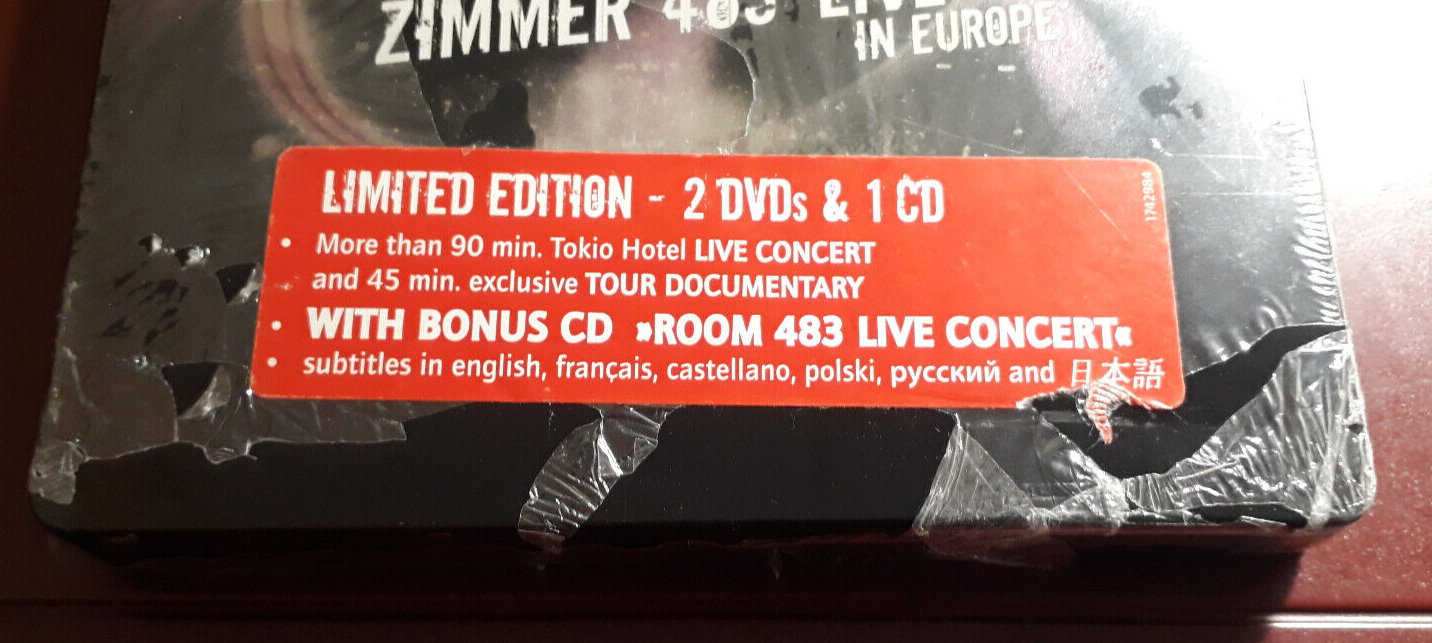 ZIMMER 483 LIVE
IN EUROPE
LIMITED EDITION - 2 DVDs & 1 CD
1742984
• More than 90 min. Tokio Hotel LIVE CONCERT
and 45 min. exclusive TOUR DOCUMENTARY
• WITH BONUS CD »ROOM 483 LIVE CONCERT«
• subtitles in english, français, castellano, polski, русский and 日本語